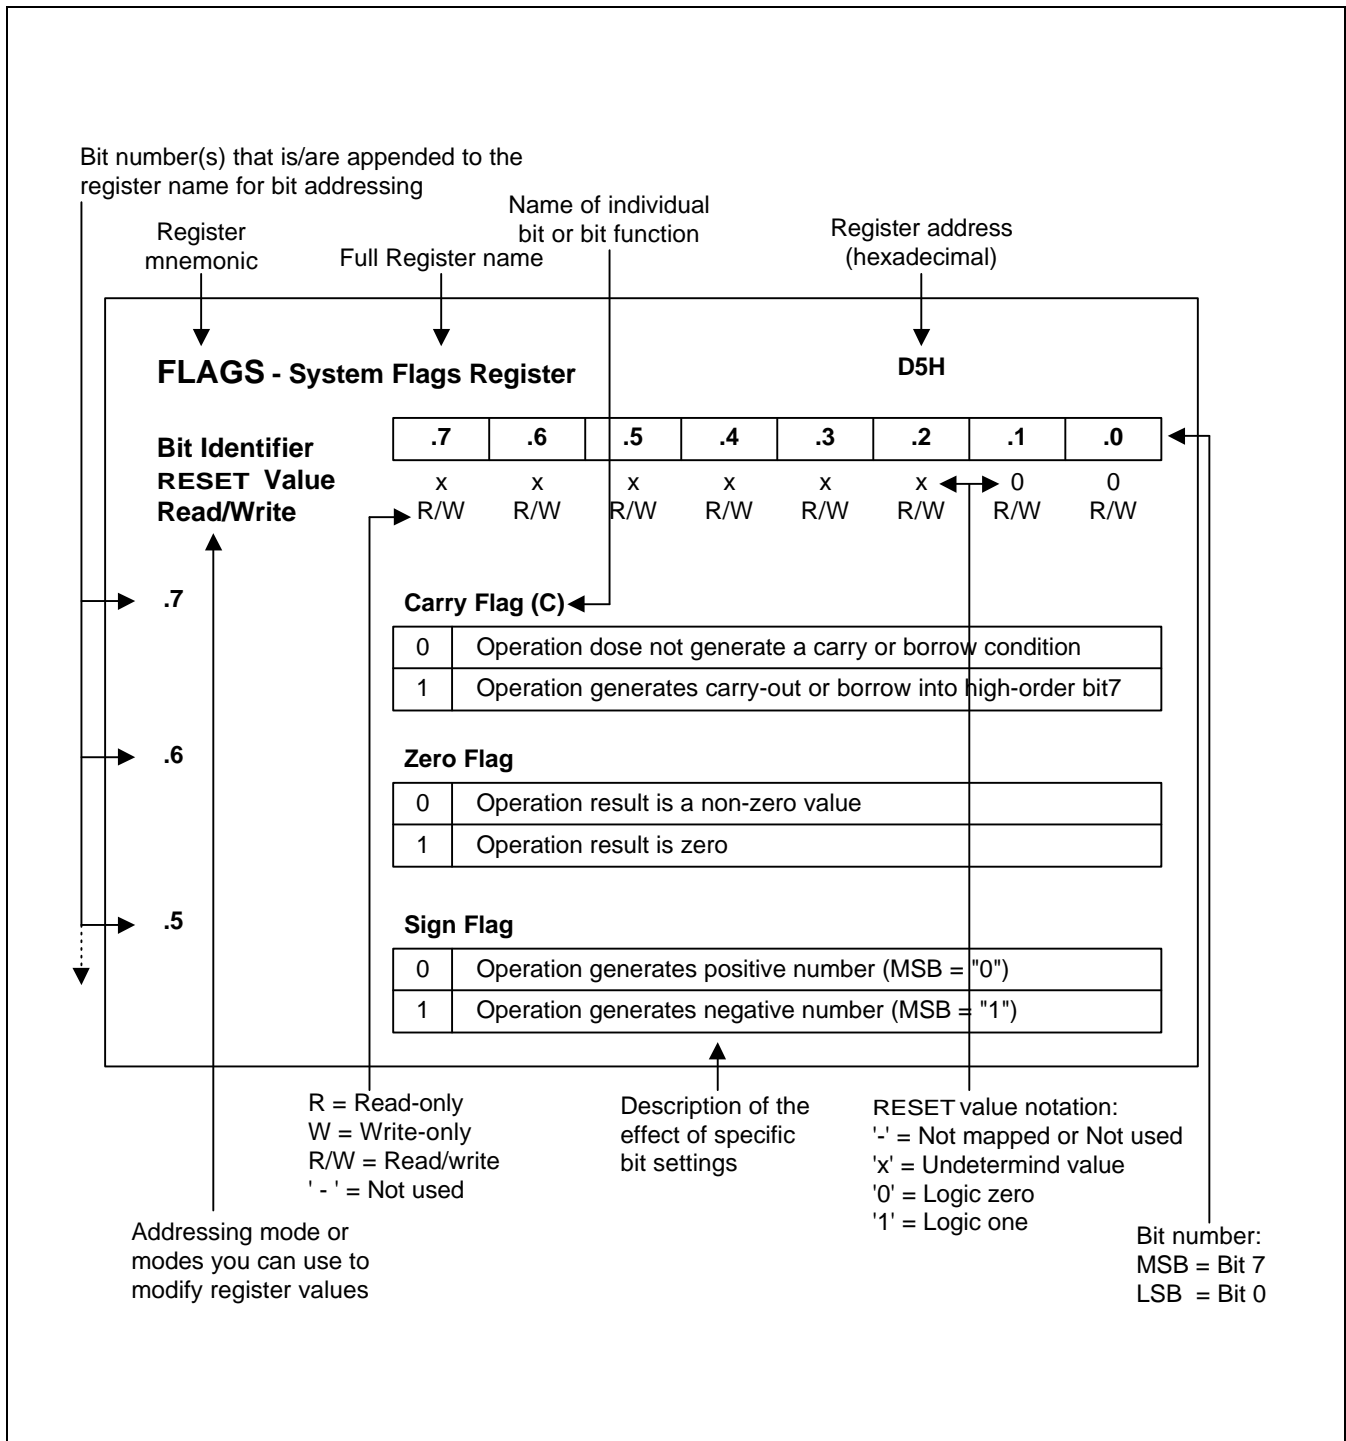 Bit number(s) that is/are appended to the
register name for bit addressing
Register
mnemonic
Full Register name
Name of individual
bit or bit function
Register address
(hexadecimal)
FLAGS - System Flags Register
D5H
Bit Identifier
.7 .6 .5 .4 .3 .2 .1 .0
RESET Value
x x x x x x 0 0
Read/Write
R/W R/W R/W R/W R/W R/W R/W R/W
.7
Carry Flag (C)
0 Operation dose not generate a carry or borrow condition
1 Operation generates carry-out or borrow into high-order bit7
.6
Zero Flag
0 Operation result is a non-zero value
1 Operation result is zero
.5
Sign Flag
0 Operation generates positive number (MSB = "0")
1 Operation generates negative number (MSB = "1")
R = Read-only
W = Write-only
R/W = Read/write
' - ' = Not used
Description of the
effect of specific
bit settings
RESET value notation:
'-' = Not mapped or Not used
'x' = Undetermind value
'0' = Logic zero
'1' = Logic one
Addressing mode or
modes you can use to
modify register values
Bit number:
MSB = Bit 7
LSB = Bit 0